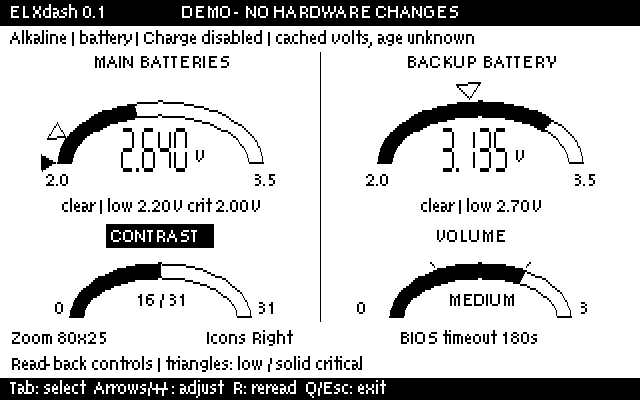 ELXdash 0.1 DEMO - NO HARDWARE CHANGES
Alkaline | battery | Charge disabled | cached volts, age unknown
MAIN BATTERIES BACKUP BATTERY
2.640 V 3.135 V
2.0 3.5 2.0 3.5
clear | low 2.20V crit 2.00V clear | low 2.70V
CONTRAST VOLUME
0 16 / 31 31 0 MEDIUM 3
Zoom 80x25 Icons Right BIOS timeout 180s
Read-back controls | triangles: low / solid critical
Tab: select Arrows/+/-: adjust R: reread Q/Esc: exit